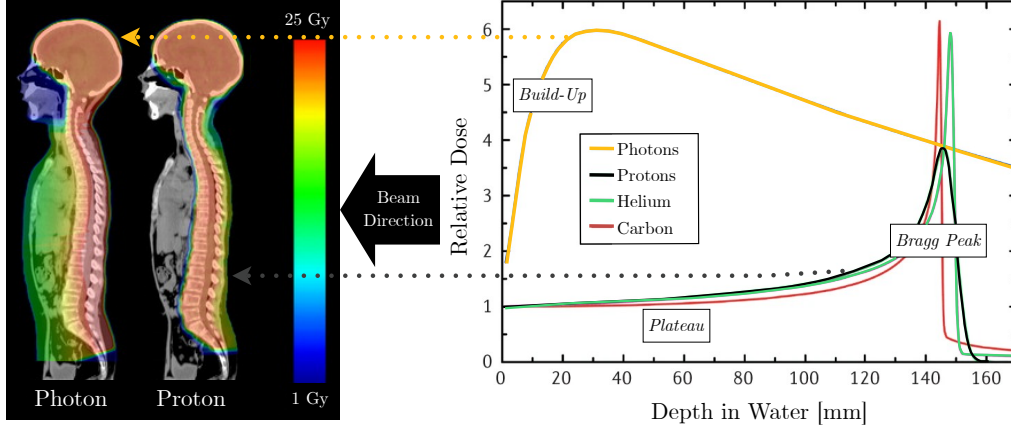 25 Gy
1 Gy
Photon
Proton
Beam
Direction
Relative Dose
6
5
4
3
2
1
0
Build-Up
Photons
Protons
Helium
Carbon
Bragg Peak
Plateau
0
20
40
60
80
100
120
140
160
Depth in Water [mm]